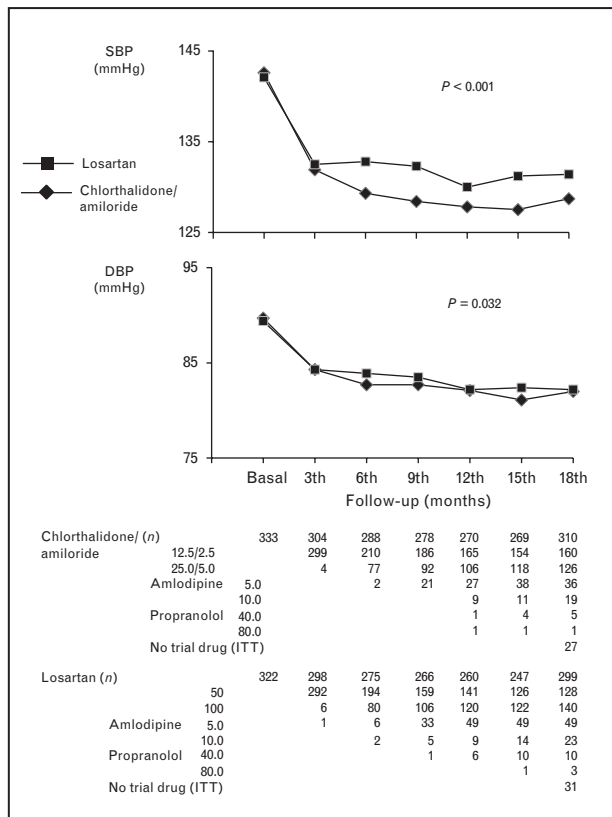 SBP
(mmHg)
145
135
125
P < 0.001
Losartan
Chlorthalidone/
amiloride
DBP
(mmHg)
95
85
75
P = 0.032
Basal 3th 6th 9th 12th 15th 18th
Follow-up (months)
Chlorthalidone/ (n) 333 304 288 278 270 269 310
amiloride
12.5/2.5 299 210 186 165 154 160
25.0/5.0 4 77 92 106 118 126
Amlodipine 5.0 2 21 27 38 36
10.0 9 11 19
Propranolol 40.0 1 4 5
80.0 1 1 1
No trial drug (ITT) 27
Losartan (n) 322 298 275 266 260 247 299
50 292 194 159 141 126 128
100 6 80 106 120 122 140
Amlodipine 5.0 1 6 33 49 49 49
10.0 2 5 9 14 23
Propranolol 40.0 1 6 10 10
80.0 1 3
No trial drug (ITT) 31